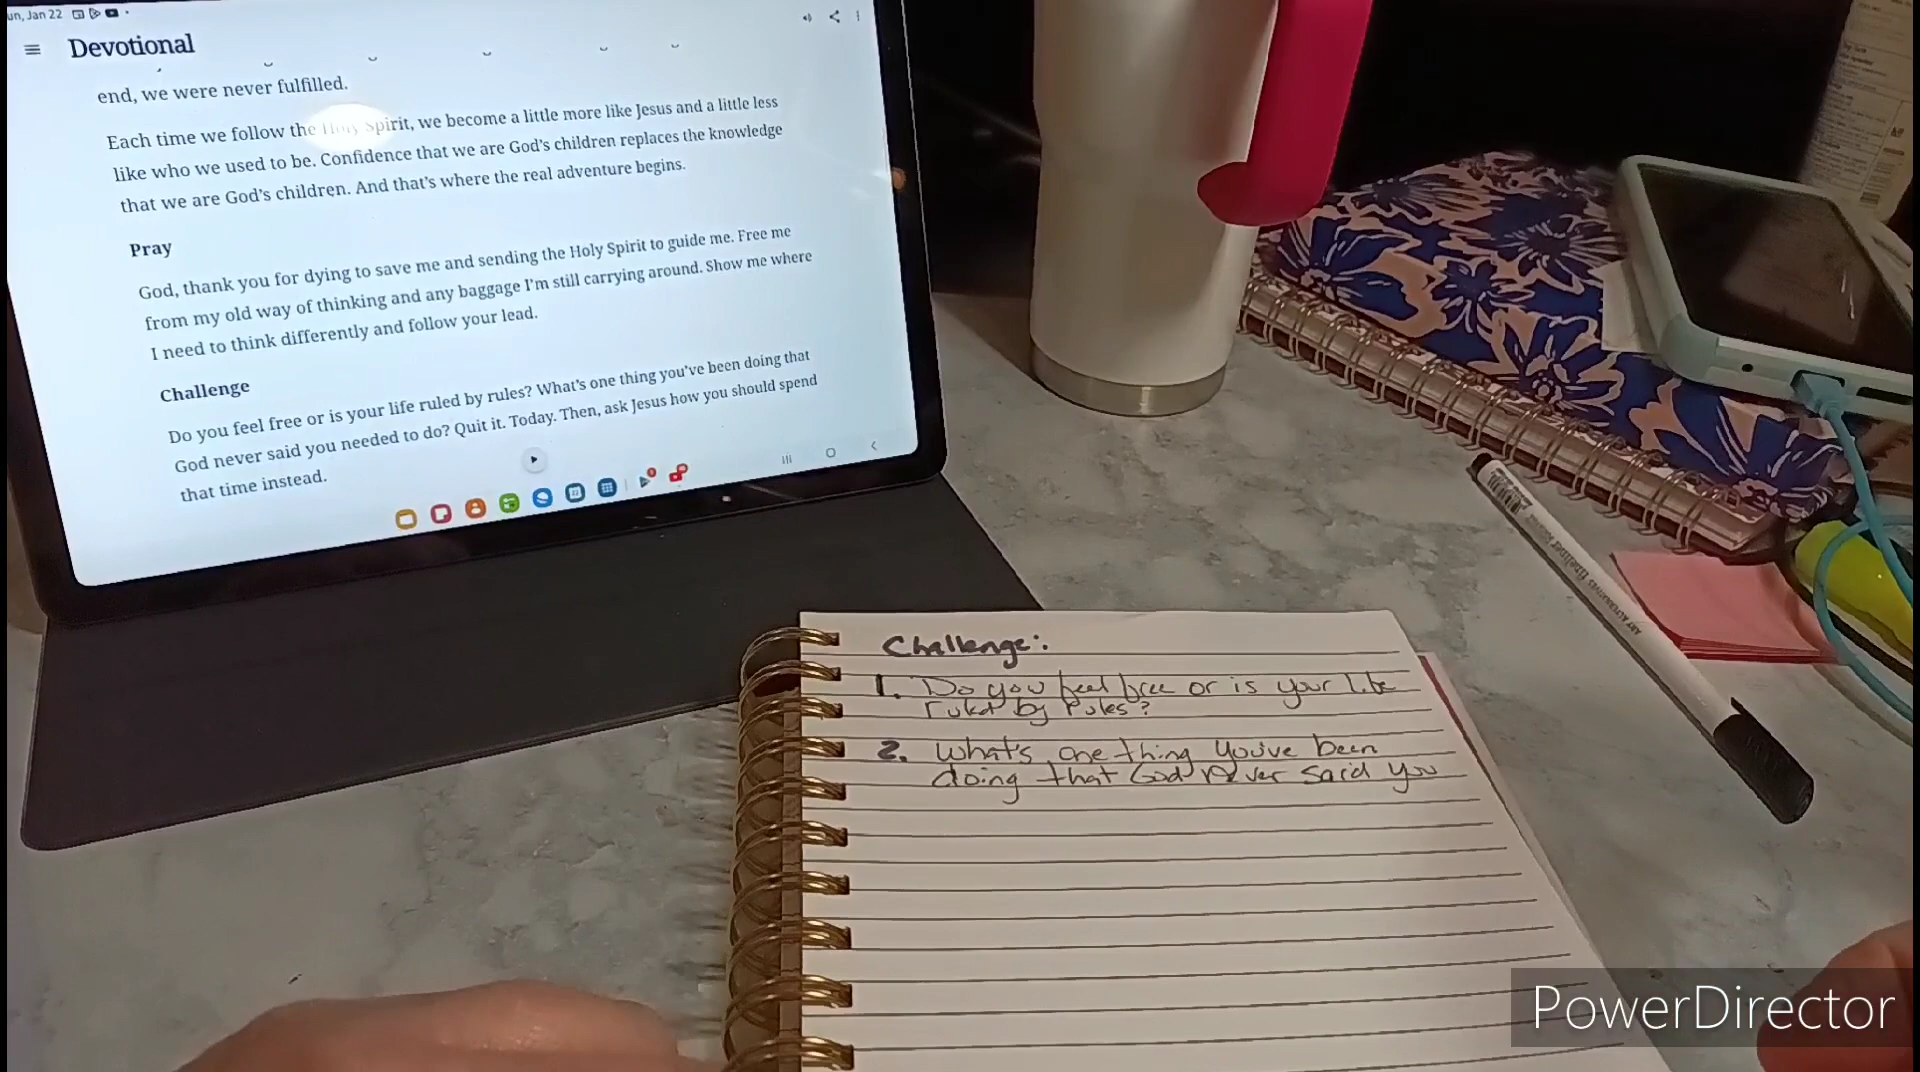 un, Jan 22
Devotional
end, we were never fulfilled.
Each time we follow the Holy Spirit, we become a little more like Jesus and a little less
like who we used to be. Confidence that we are God's children replaces the knowledge
that we are God's children. And that's where the real adventure begins.
Pray
God, thank you for dying to save me and sending the Holy Spirit to guide me. Free me
from my old way of thinking and any baggage I'm still carrying around. Show me where
I need to think differently and follow your lead.
Challenge
Do you feel free or is your life ruled by rules? What's one thing you've been doing that
God never said you needed to do? Quit it. Today. Then, ask Jesus how you should spend
that time instead.
Challenge:
1. Do you feel free or is your life
ruled by rules?
2. What's one thing you've been
doing that God never said you
PowerDirector